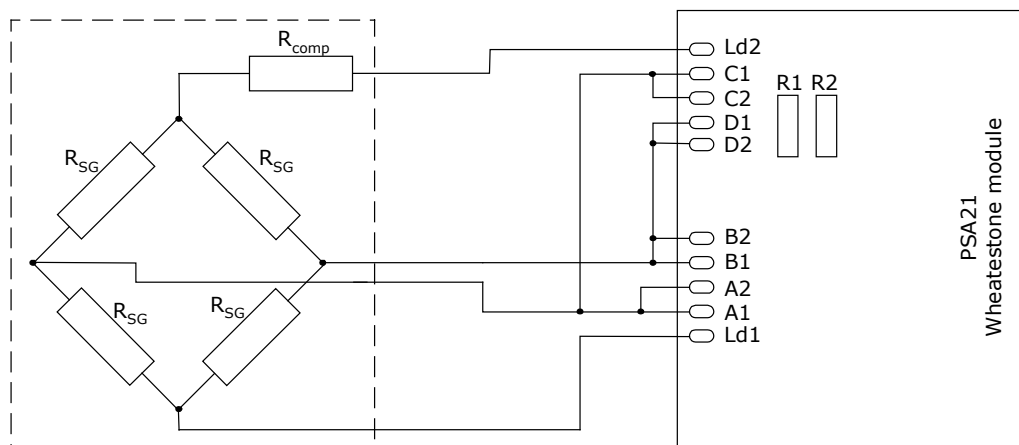 R_comp
Ld2
C1
C2
R1 R2
D1
D2
R_SG
R_SG
B2
B1
A2
A1
Ld1
R_SG
R_SG
PSA21
Wheatestone module